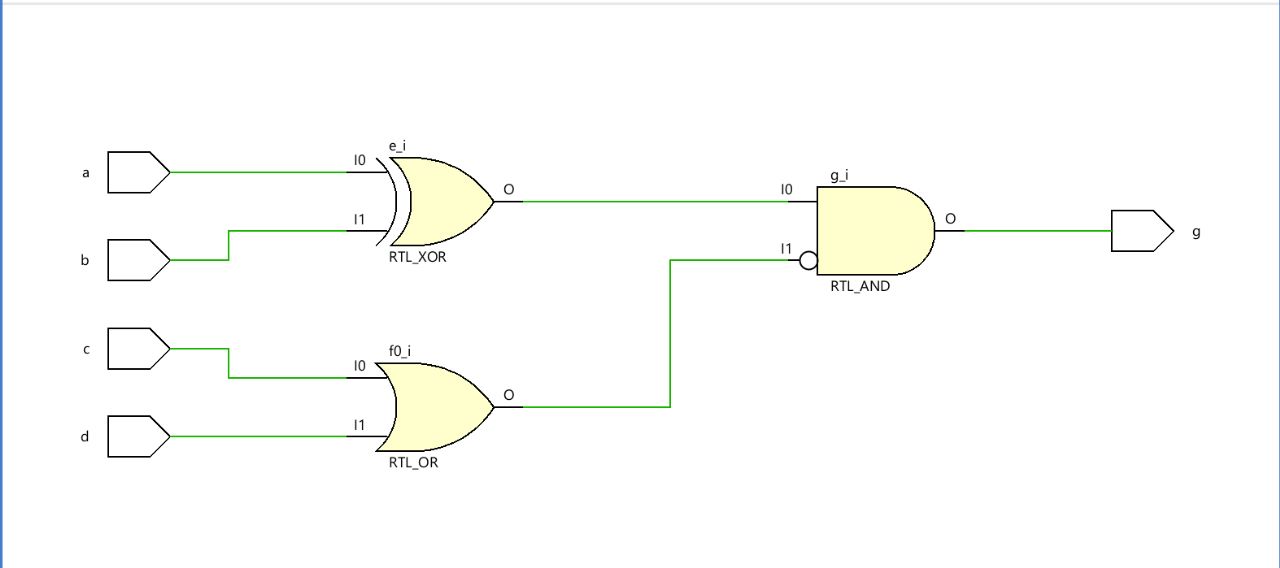 a
b
c
d
e_i
I0
I1
O
RTL_XOR
f0_i
I0
I1
O
RTL_OR
g_i
I0
I1
O
RTL_AND
g